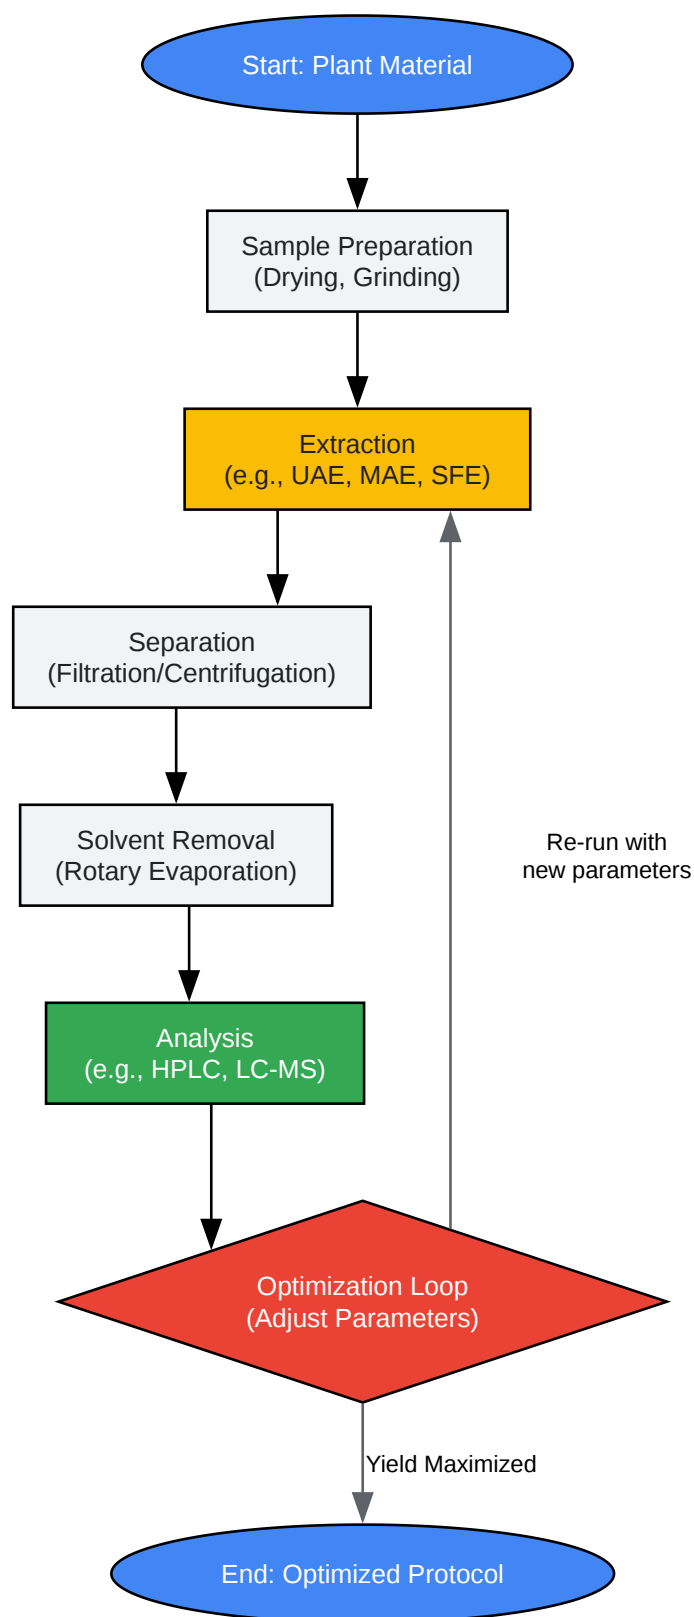 Start: Plant Material
Sample Preparation
(Drying, Grinding)
Extraction
(e.g., UAE, MAE, SFE)
Separation
(Filtration/Centrifugation)
Solvent Removal
(Rotary Evaporation)
Re-run with
new parameters
Analysis
(e.g., HPLC, LC-MS)
Optimization Loop
(Adjust Parameters)
Yield Maximized
End: Optimized Protocol